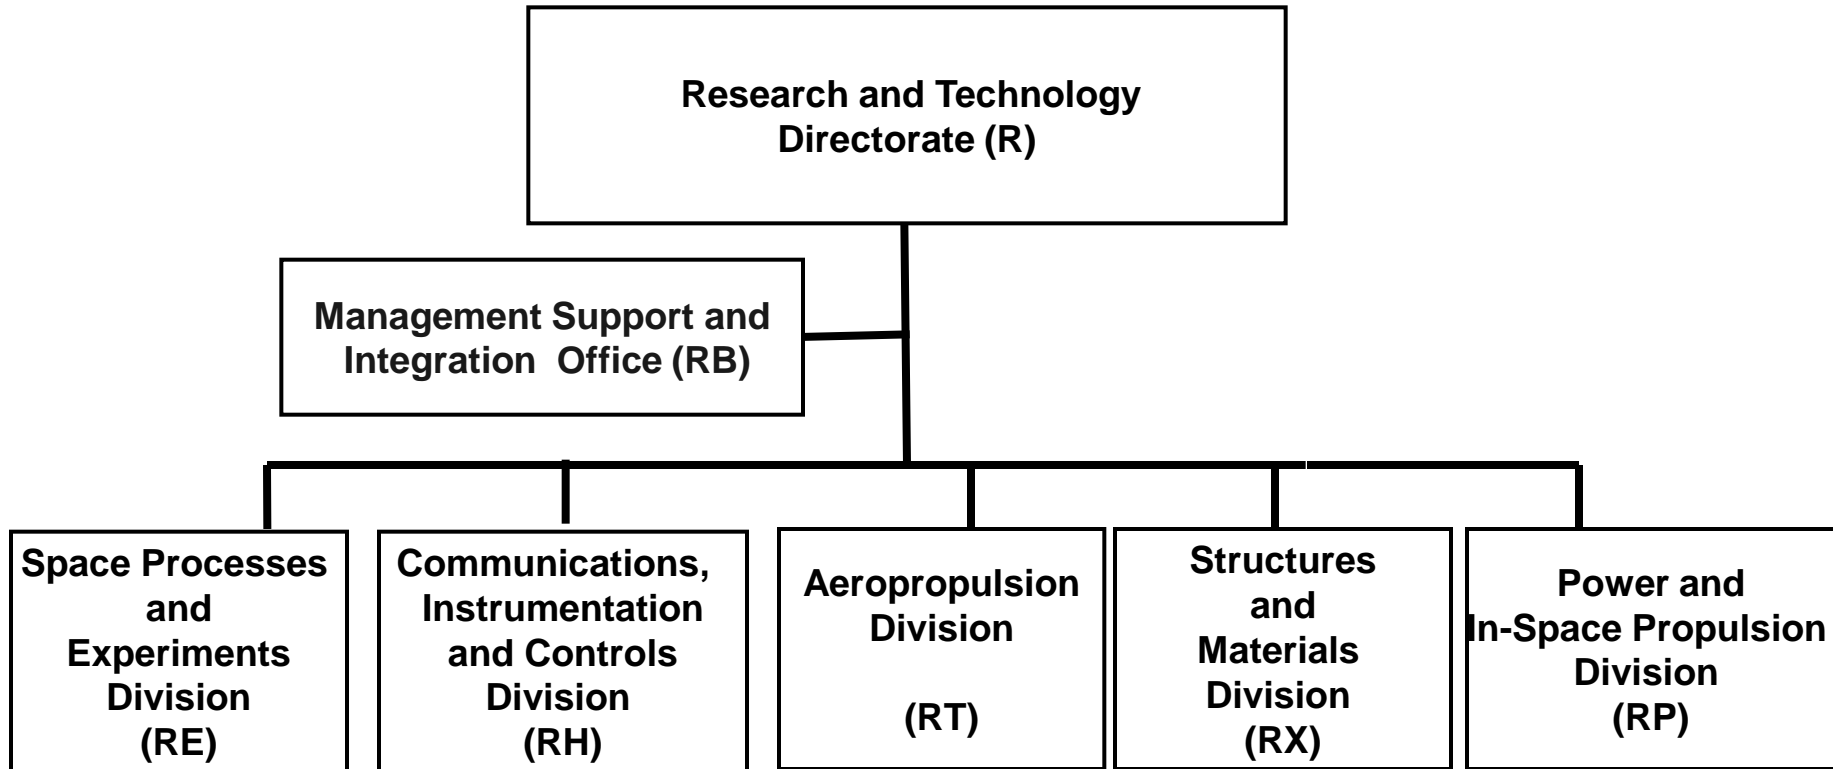 Research and Technology
Directorate (R)
Management Support and
Integration  Office (RB)
Space Processes
and
Experiments
Division
(RE)
Communications,
Instrumentation
and Controls
Division
(RH)
Aeropropulsion
Division
(RT)
Structures
and
Materials
Division
(RX)
Power and
In-Space Propulsion
Division
(RP)